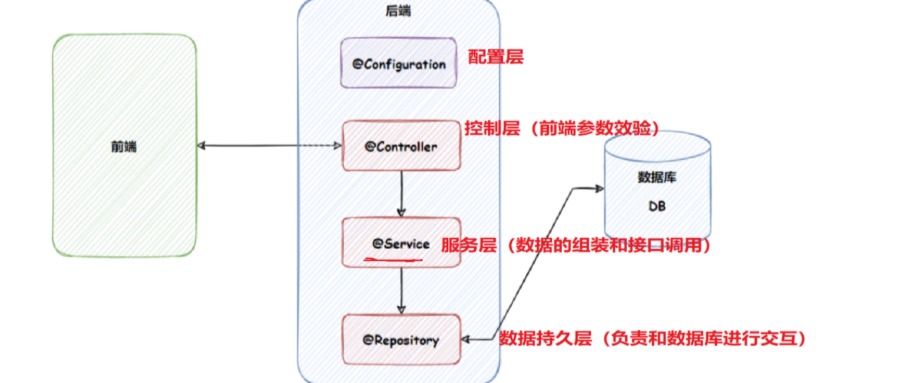 后端
@Configuration
配置层
控制层（前端参数效验）
前端
@Controller
数据库
DB
@Service
服务层（数据的组装和接口调用）
@Repository
数据持久层（负责和数据库进行交互）